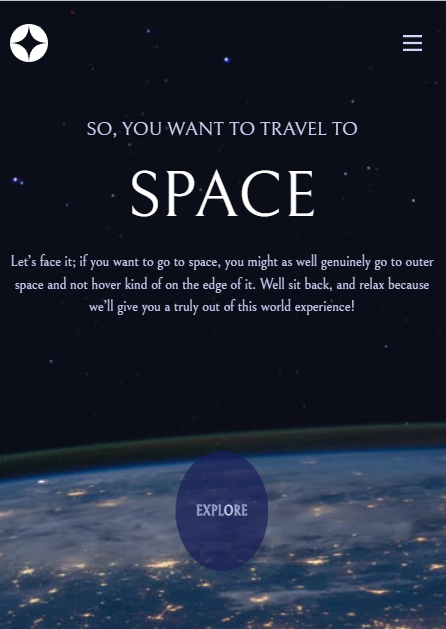 SO, YOU WANT TO TRAVEL TO
SPACE
Let's face it; if you want to go to space, you might as well genuinely go to outer
space and not hover kind of on the edge of it. Well sit back, and relax because
we'll give you a truly out of this world experience!
EXPLORE